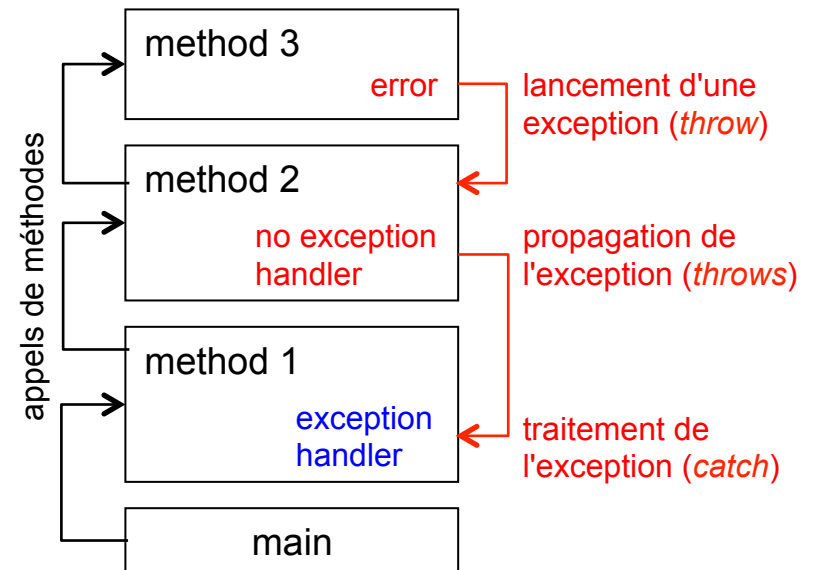 method 3
error
lancement d'une
exception (throw)
appels de méthodes
method 2
no exception
handler
propagation de
l'exception (throws)
method 1
exception
handler
traitement de
l'exception (catch)
main